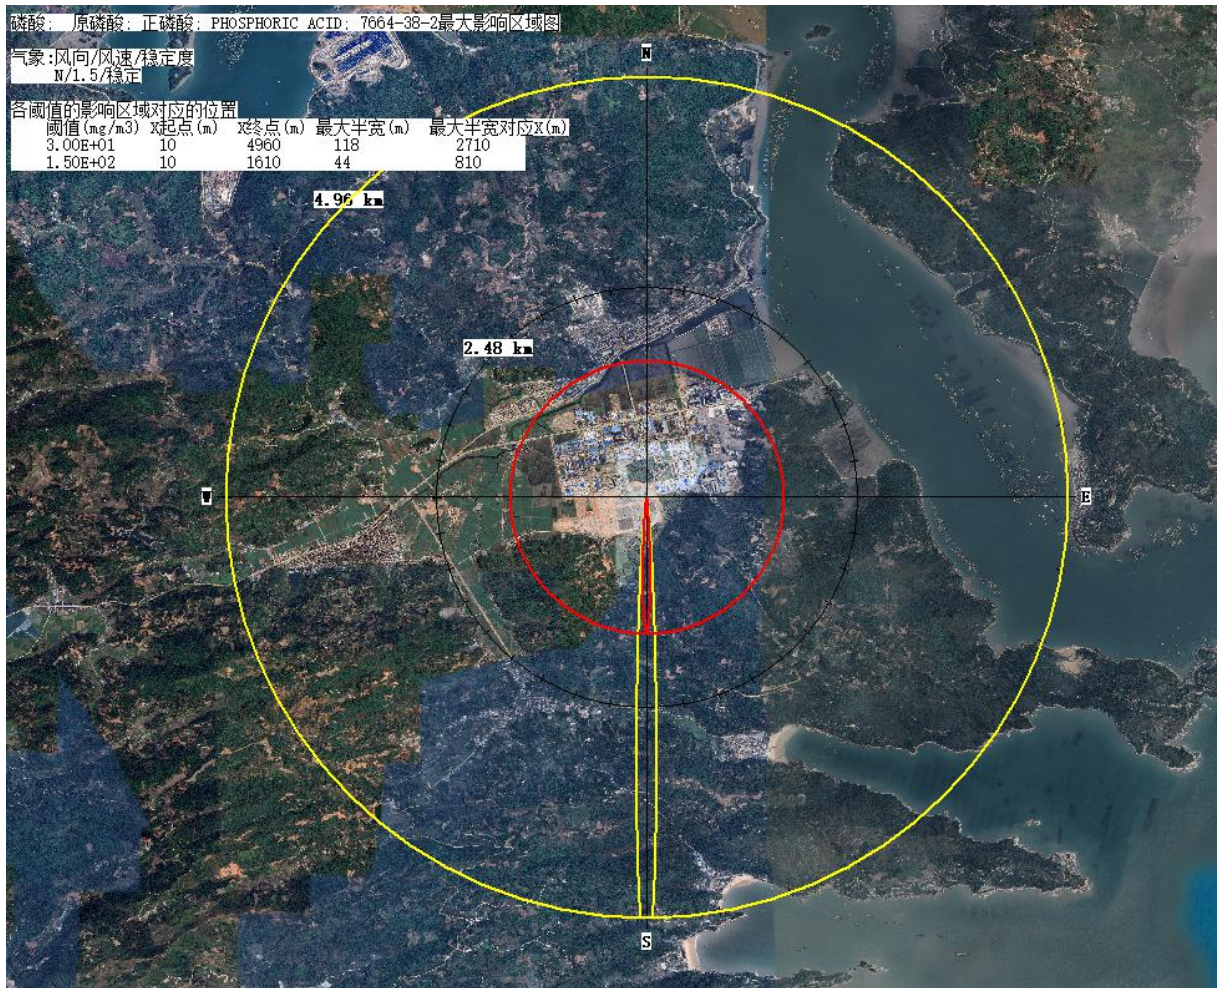 磷酸; 原磷酸; 正磷酸; PHOSPHORIC ACID; 7664-38-2最大影响区域图
气象:风向/风速/稳定度
N/1.5/稳定
各阈值的影响区域对应的位置
阈值(mg/m3) X起点(m) X终点(m) 最大半宽(m) 最大半宽对应X(m)
3.00E+01 10 4960 118 2710
1.50E+02 10 1610 44 810
N
4.96 km
2.48 km
W
E
S